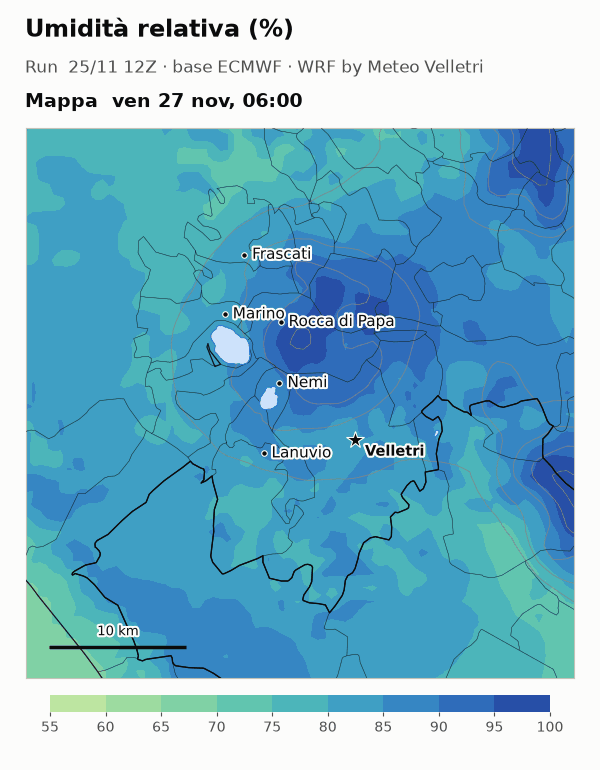 Umidità relativa (%)
Run  25/11 12Z · base ECMWF · WRF by Meteo Velletri
Mappa  ven 27 nov, 06:00
Frascati
Marino
Rocca di Papa
Nemi
Velletri
Lanuvio
10 km
55 60 65 70 75 80 85 90 95 100